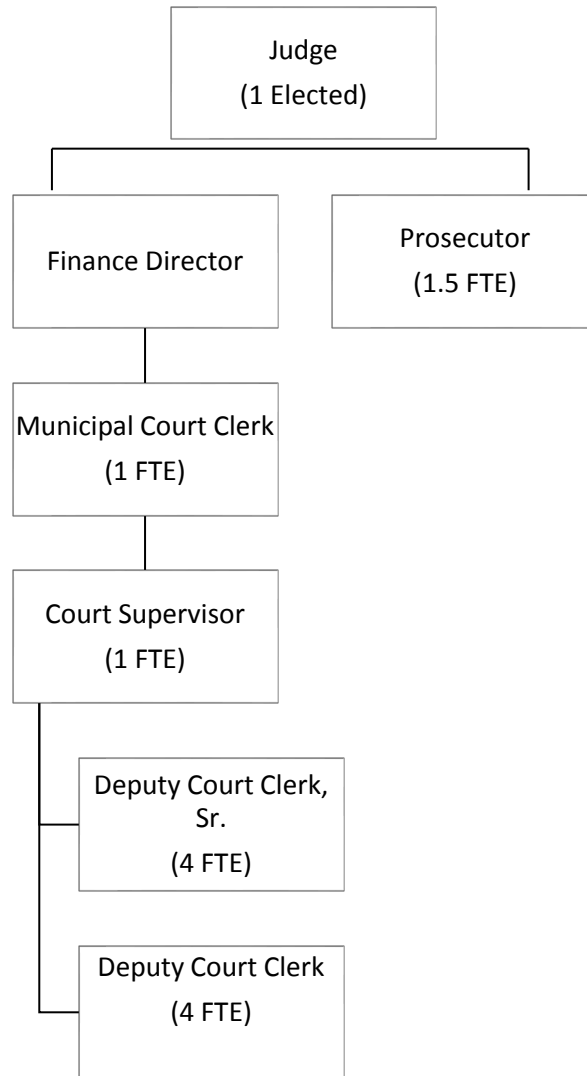 Judge
(1 Elected)
Finance Director
Prosecutor
(1.5 FTE)
Municipal Court Clerk
(1 FTE)
Court Supervisor
(1 FTE)
Deputy Court Clerk,
Sr.
(4 FTE)
Deputy Court Clerk
(4 FTE)